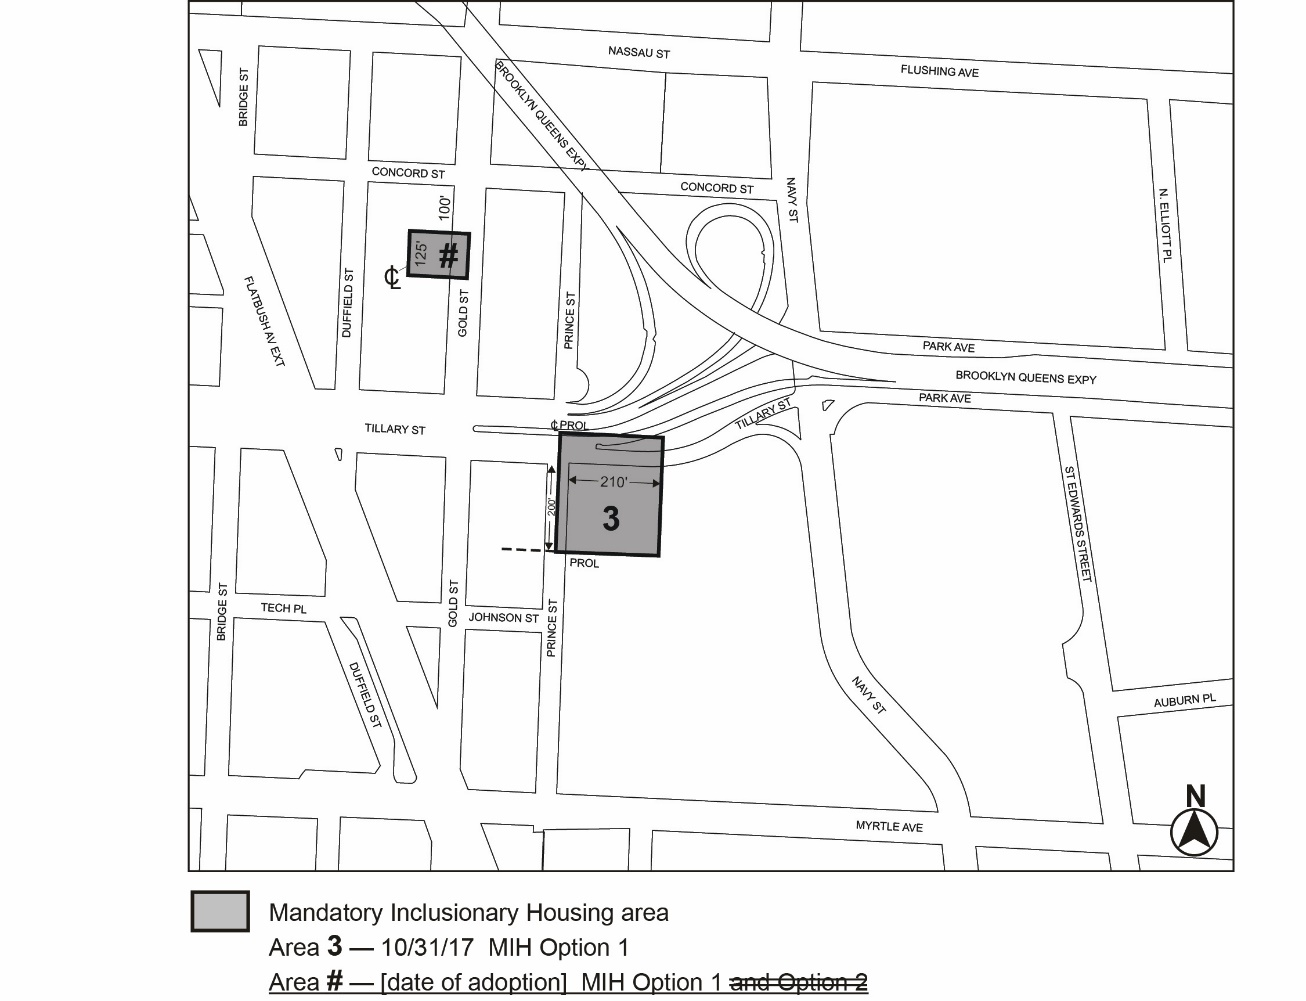 NASSAU ST
FLUSHING AVE
BRIDGE ST
BROOKLYN QUEENS EXPY
CONCORD ST
CONCORD ST
NAVY ST
N. ELLIOTT PL
100'
125'
#
℄
FLATBUSH AV EXT
DUFFIELD ST
GOLD ST
PRINCE ST
PARK AVE
BROOKLYN QUEENS EXPY
PARK AVE
TILLARY ST
TILLARY ST
℄ PROL
210'
200'
3
ST EDWARDS STREET
PROL
BRIDGE ST
TECH PL
GOLD ST
JOHNSON ST
PRINCE ST
DUFFIELD ST
NAVY ST
AUBURN PL
MYRTLE AVE
N
Mandatory Inclusionary Housing area
Area 3 — 10/31/17 MIH Option 1
Area # — [date of adoption] MIH Option 1 and Option 2